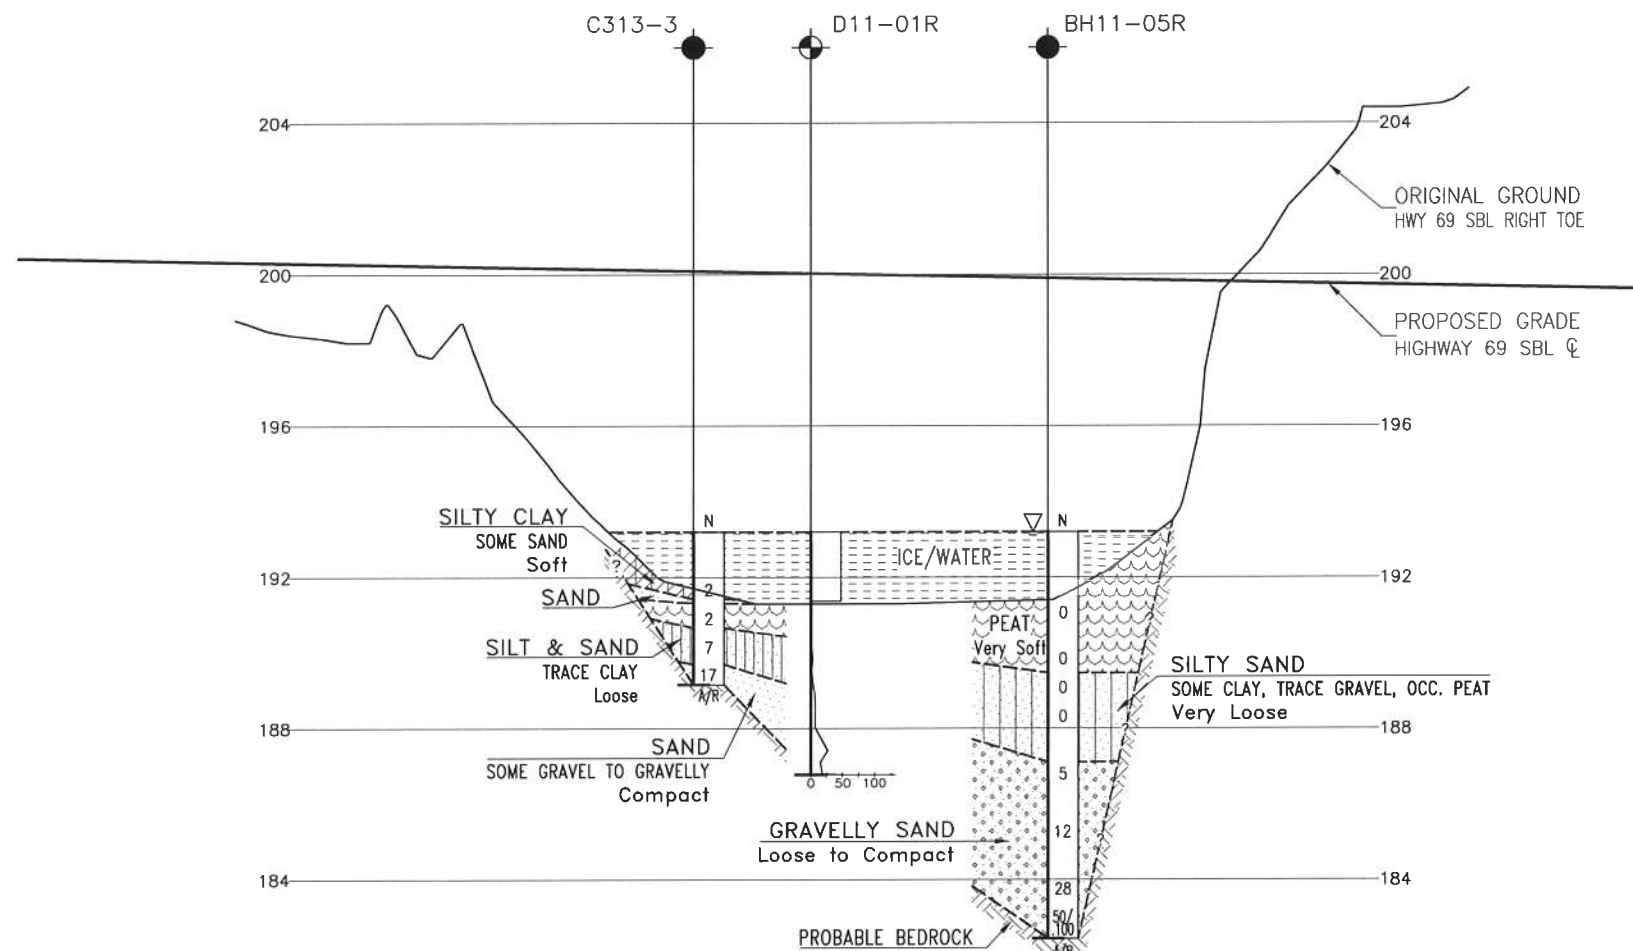 C313-3
D11-01R
BH11-05R
204
204
ORIGINAL GROUND
HWY 69 SBL RIGHT TOE
200
200
PROPOSED GRADE
HIGHWAY 69 SBL ℄
196
196
SILTY CLAY
SOME SAND
Soft
N
N
ICE/WATER
?
192
192
2
SAND
2
0
PEAT
Very Soft
SILT & SAND
TRACE CLAY
Loose
7
17
A/R
0
0
0
SILTY SAND
SOME CLAY, TRACE GRAVEL, OCC. PEAT
Very Loose
188
188
?
SAND
SOME GRAVEL TO GRAVELLY
Compact
0 50 100
5
GRAVELLY SAND
Loose to Compact
12
?
184
184
28
50/
.100
A/R
PROBABLE BEDROCK